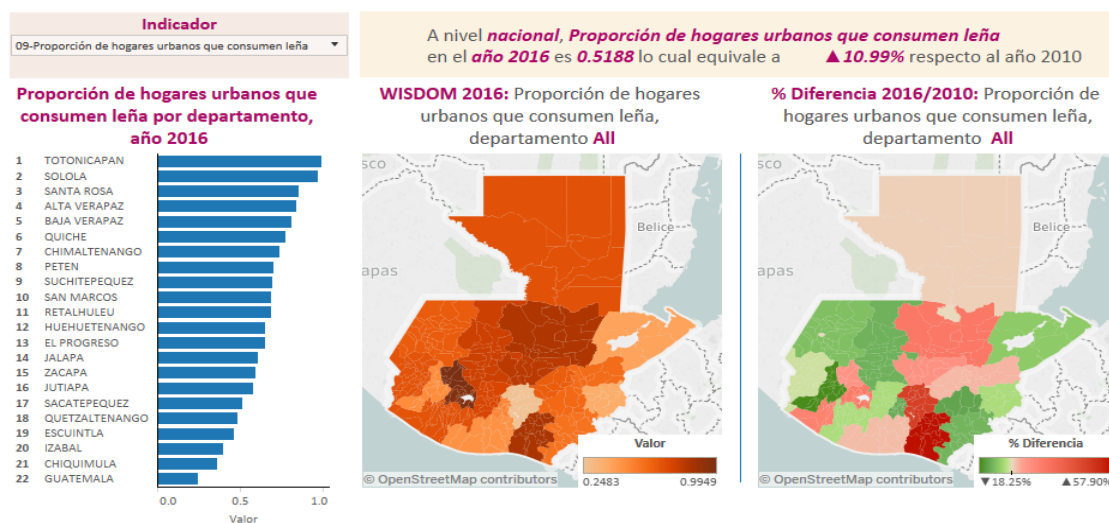 Indicador
09-Proporción de hogares urbanos que consumen leña
A nivel nacional, Proporción de hogares urbanos que consumen leña
en el año 2016 es 0.5188 lo cual equivale a ▲10.99% respecto al año 2010
Proporción de hogares urbanos que
consumen leña por departamento,
año 2016
1 TOTONICAPAN
2 SOLOLA
3 SANTA ROSA
4 ALTA VERAPAZ
5 BAJA VERAPAZ
6 QUICHE
7 CHIMALTENANGO
8 PETEN
9 SUCHITEPEQUEZ
10 SAN MARCOS
11 RETALHULEU
12 HUEHUETENANGO
13 EL PROGRESO
14 JALAPA
15 ZACAPA
16 JUTIAPA
17 SACATEPEQUEZ
18 QUETZALTENANGO
19 ESCUINTLA
20 IZABAL
21 CHIQUIMULA
22 GUATEMALA
0.0 0.5 1.0
Valor
WISDOM 2016: Proporción de hogares
urbanos que consumen leña,
departamento All
sco
Belice
apas
Valor
0.2483 0.9949
© OpenStreetMap contributors
% Diferencia 2016/2010: Proporción de
hogares urbanos que consumen leña,
departamento All
sco
Belice
apas
% Diferencia
▼18.25% ▲57.90%
© OpenStreetMap contributors